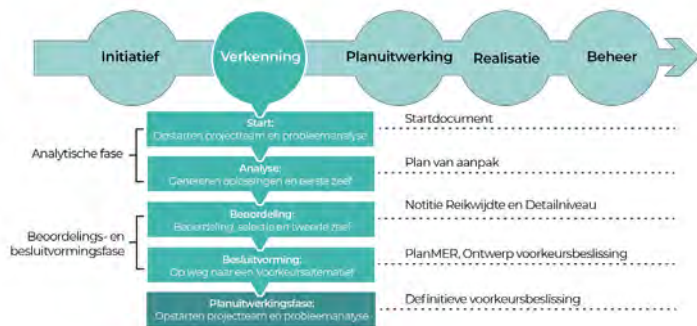 Initiatief
Verkenning
Planuitwerking
Realisatie
Beheer
Start:
Opstarten projectteam en probleemanalyse
Startdocument
Analytische fase
Analyse:
Genereren oplossingen en eerste zeef
Plan van aanpak
Beoordeling:
Beoordeling, selectie en tweede zeef
Notitie Reikwijdte en Detailniveau
Beoordelings- en
besluitvormingsfase
Besluitvorming:
Op weg naar een Voorkeursalternatief
PlanMER, Ontwerp voorkeursbeslissing
Planuitwerkingsfase:
Opstarten projectteam en probleemanalyse
Definitieve voorkeursbeslissing